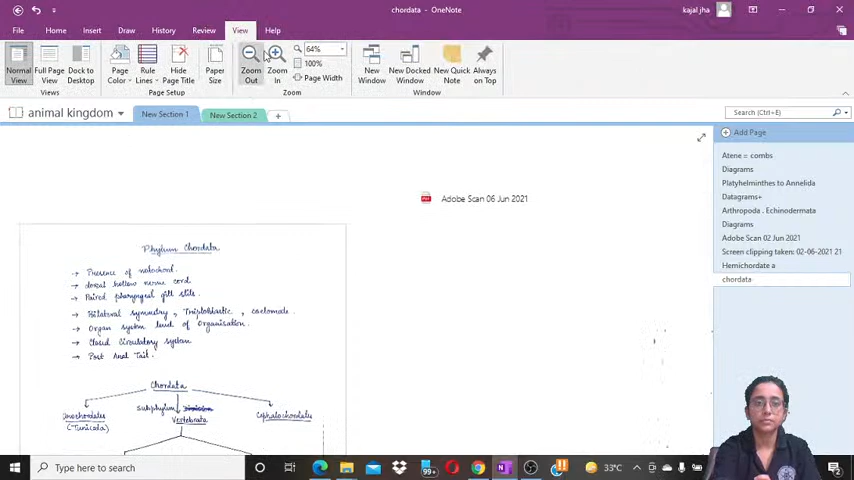 chordata - OneNote
kajal jha
File Home Insert Draw History Review View Help
Normal View
Full Page View
Dock to Desktop
Page Color
Rule Lines
Hide Page Title
Paper Size
Zoom Out
Zoom In
64%
100%
Page Width
New Window
New Docked Window
New Quick Note
Always on Top
Views Page Setup Zoom Window
animal kingdom
New Section 1
New Section 2
+
Search (Ctrl+E)
Add Page
Atene = combs
Diagrams
Platyhelminthes to Annelida
Datagrams+
Arthropoda . Echinodermata
Diagrams
Adobe Scan 02 Jun 2021
Screen clipping taken: 02-06-2021 21
Hemichordate a
chordata
Adobe Scan 06 Jun 2021
Phylum Chordata
→ Presence of notochord.
→ dorsal hollow nerve cord
→ Paired pharyngeal gill slits.
→ Bilateral symmetry, Triploblastic, coelomate.
→ Organ system level of Organisation.
→ Closed Circulatory system
→ Post Anal Tail.
Chordata
Urochordata
(Tunicata)
Subphylum
Vertebrata
Cephalochordata
Type here to search
99+
33°C
2